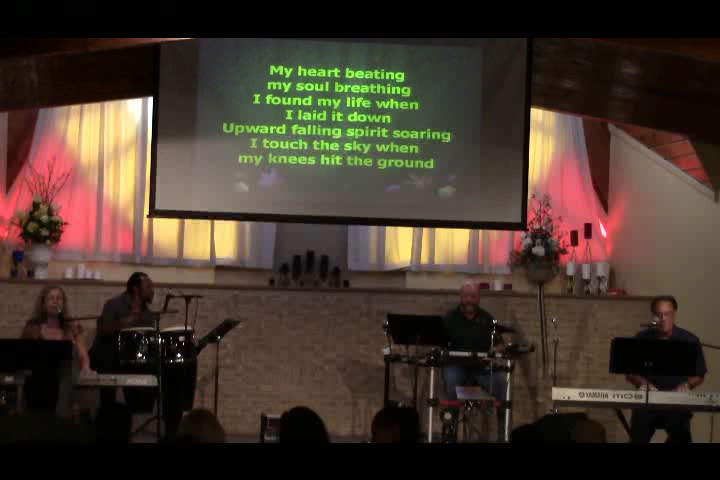 My heart beating
my soul breathing
I found my life when
I laid it down
Upward falling spirit soaring
I touch the sky when
my knees hit the ground
YAMAHA